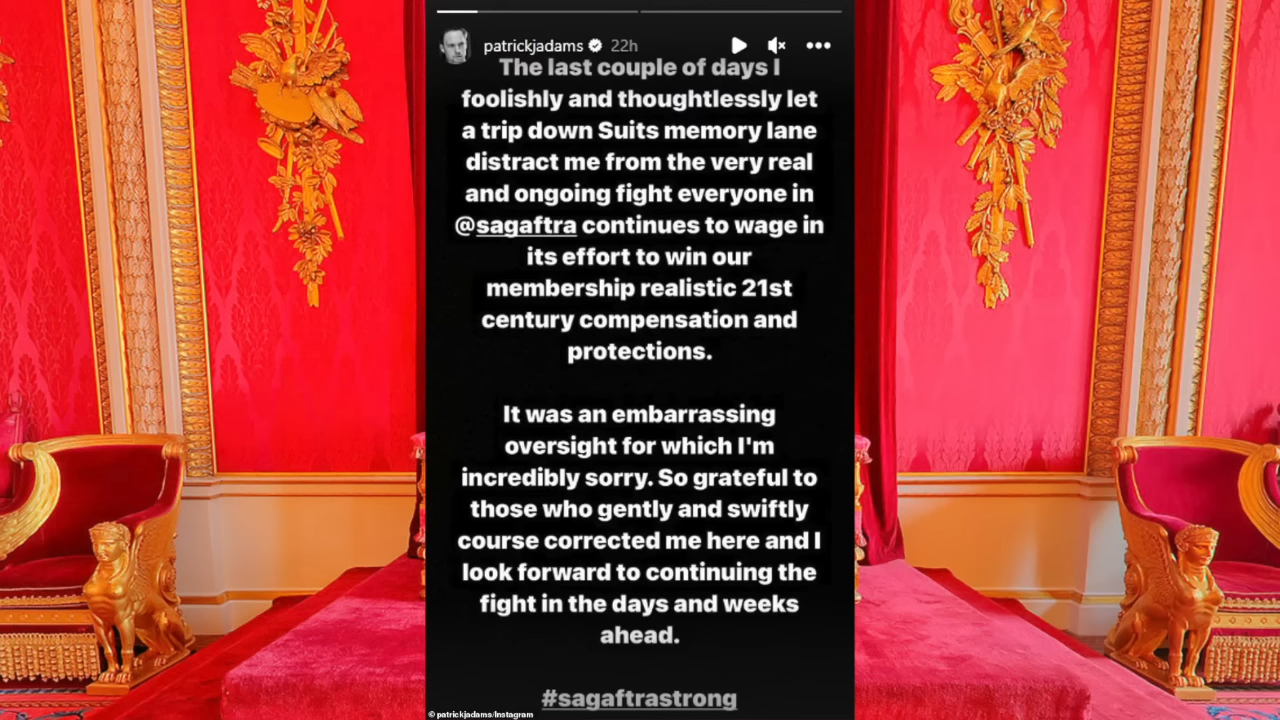 patrickjadams 22h
The last couple of days I
foolishly and thoughtlessly let
a trip down Suits memory lane
distract me from the very real
and ongoing fight everyone in
@sagaftra continues to wage in
its effort to win our
membership realistic 21st
century compensation and
protections.
It was an embarrassing
oversight for which I'm
incredibly sorry. So grateful to
those who gently and swiftly
course corrected me here and I
look forward to continuing the
fight in the days and weeks
ahead.
#sagaftrastrong
© patrickjadams/Instagram